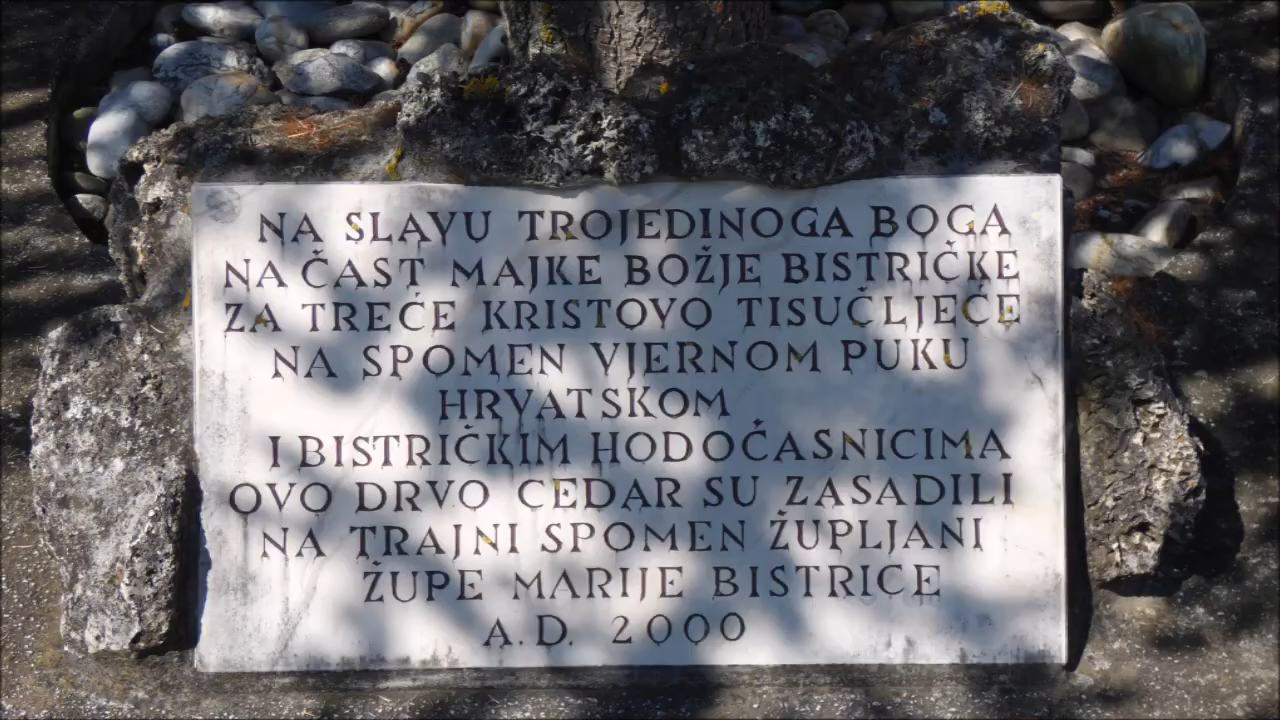 NA SLAVU TROJEDINOGA BOGA
NA ČAST MAJKE BOŽJE BISTRIČKE
ZA TREĆE KRISTOVO TISUČLJEĆE
NA SPOMEN VJERNOM PUKU
HRVATSKOM
I BISTRIČKIM HODOČASNICIMA
OVO DRVO CEDAR SU ZASADILI
NA TRAJNI SPOMEN ŽUPLJANI
ŽUPE MARIJE BISTRICE
A.D. 2000